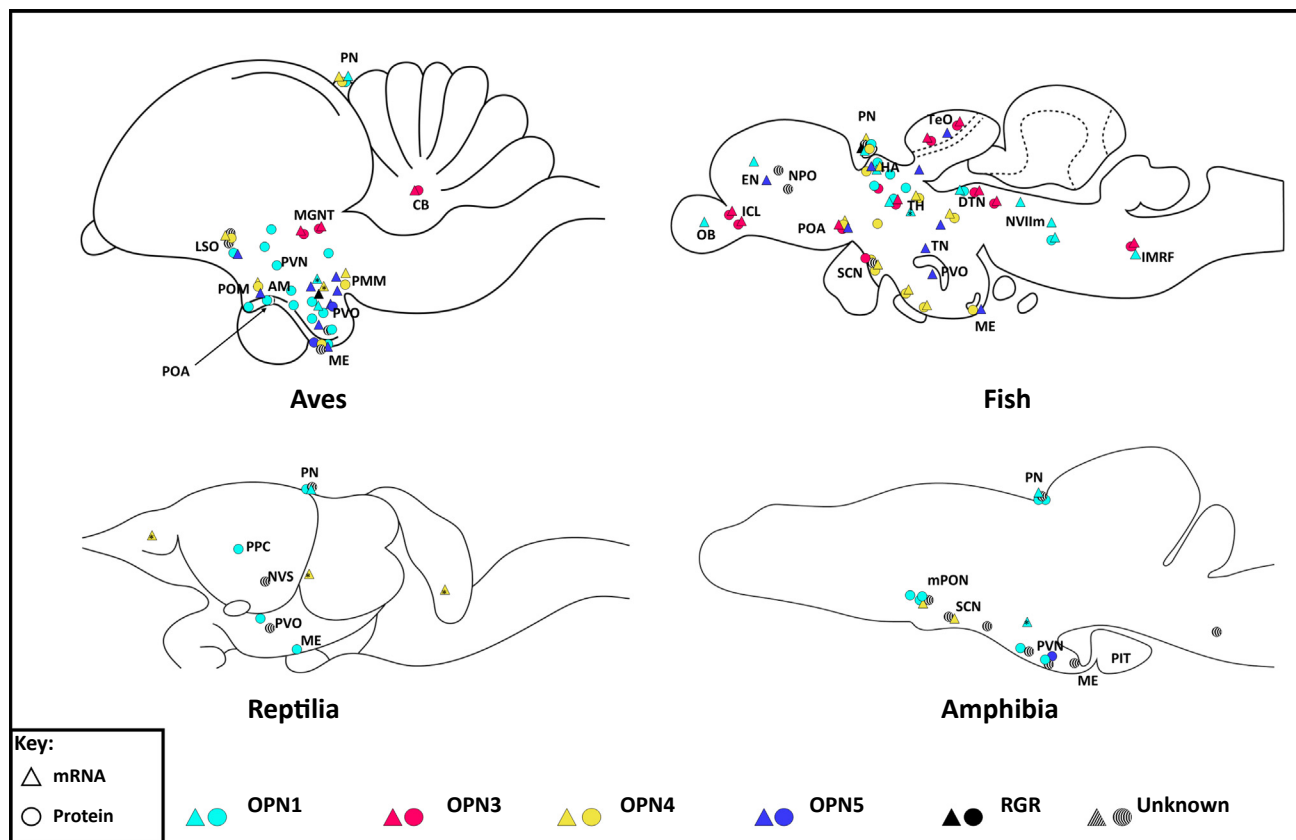 PN
CB
MGNT
LSO
PVN
POM
AM
PMM
PVO
ME
POA
Aves
PN
TeO
HA
EN
NPO
ICL
OB
POA
TH
DTN
NVIIm
IMRF
SCN
TN
PVO
ME
Fish
PN
PPC
NVS
PVO
ME
Reptilia
PN
mPON
SCN
PVN
PIT
ME
Amphibia
Key:
mRNA
Protein
OPN1
OPN3
OPN4
OPN5
RGR
Unknown